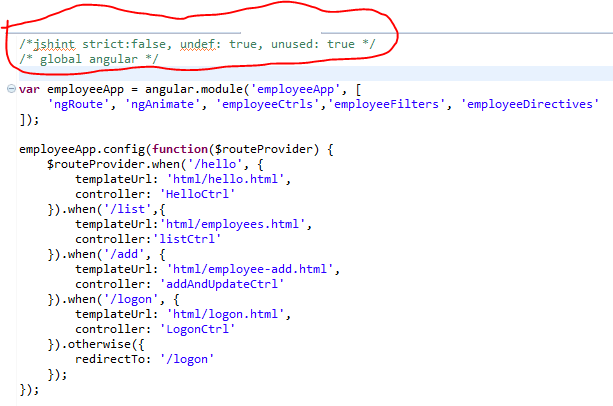 /*jshint strict:false, undef: true, unused: true */
/* global angular */
var employeeApp = angular.module('employeeApp', [
    'ngRoute', 'ngAnimate', 'employeeCtrls','employeeFilters', 'employeeDirectives'
]);
employeeApp.config(function($routeProvider) {
    $routeProvider.when('/hello', {
        templateUrl: 'html/hello.html',
        controller: 'HelloCtrl'
    }).when('/list',{
        templateUrl:'html/employees.html',
        controller:'listCtrl'
    }).when('/add', {
        templateUrl: 'html/employee-add.html',
        controller: 'addAndUpdateCtrl'
    }).when('/logon', {
        templateUrl: 'html/logon.html',
        controller: 'LogonCtrl'
    }).otherwise({
        redirectTo: '/logon'
    });
});